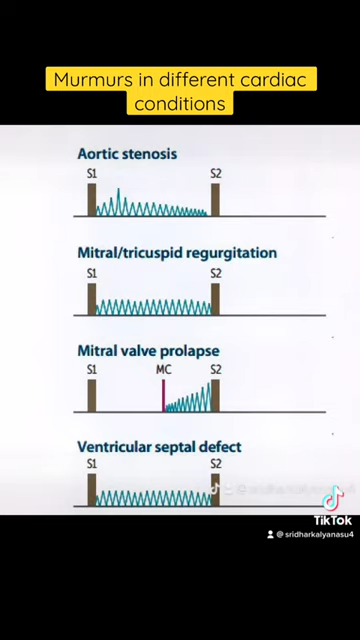 Murmurs in different cardiac
conditions
Aortic stenosis
S1 S2
Mitral/tricuspid regurgitation
S1 S2
Mitral valve prolapse
S1 MC S2
Ventricular septal defect
S1 S2
TikTok
@sridharkalyanasu4